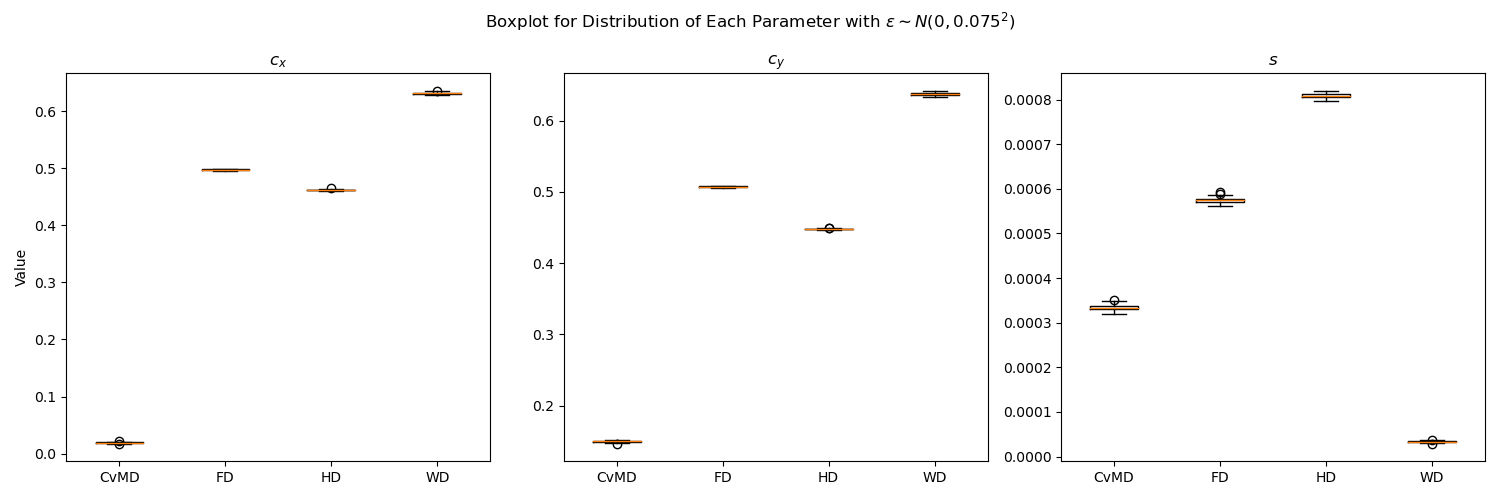 Boxplot for Distribution of Each Parameter with ε ~ N(0, 0.075²)
c_x
c_y
s
Value
0.6
0.5
0.4
0.3
0.2
0.1
0.0
CvMD FD HD WD
0.6
0.5
0.4
0.3
0.2
CvMD FD HD WD
0.0008
0.0007
0.0006
0.0005
0.0004
0.0003
0.0002
0.0001
0.0000
CvMD FD HD WD